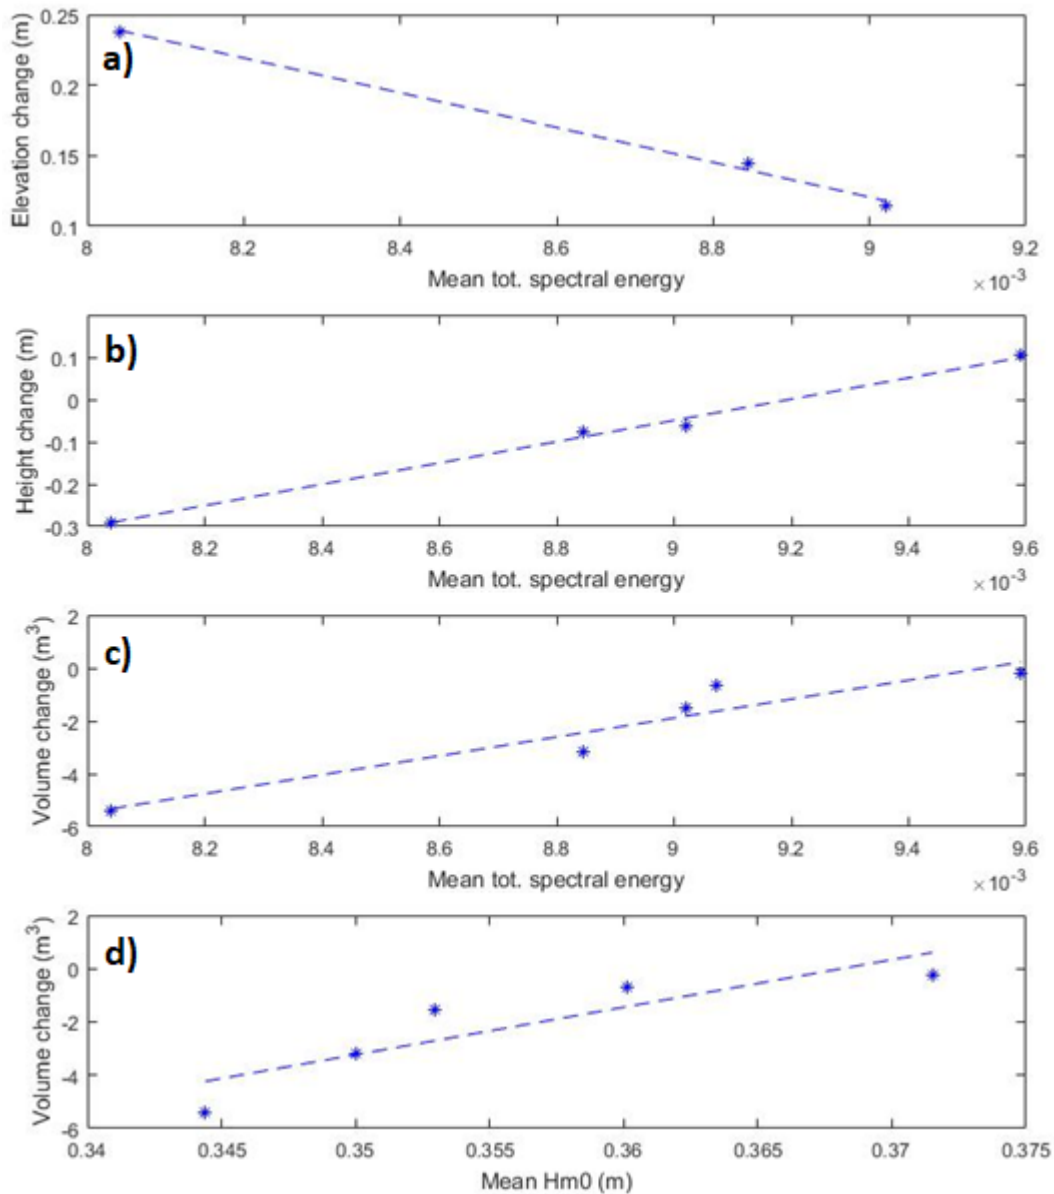 a)
Elevation change (m)
0.25
0.2
0.15
0.1
8 8.2 8.4 8.6 8.8 9 9.2
Mean tot. spectral energy
×10⁻³
b)
Height change (m)
0.1
0
-0.1
-0.2
-0.3
8 8.2 8.4 8.6 8.8 9 9.2 9.4 9.6
Mean tot. spectral energy
×10⁻³
c)
Volume change (m³)
2
0
-2
-4
-6
8 8.2 8.4 8.6 8.8 9 9.2 9.4 9.6
Mean tot. spectral energy
×10⁻³
d)
Volume change (m³)
2
0
-2
-4
-6
0.34 0.345 0.35 0.355 0.36 0.365 0.37 0.375
Mean Hm0 (m)